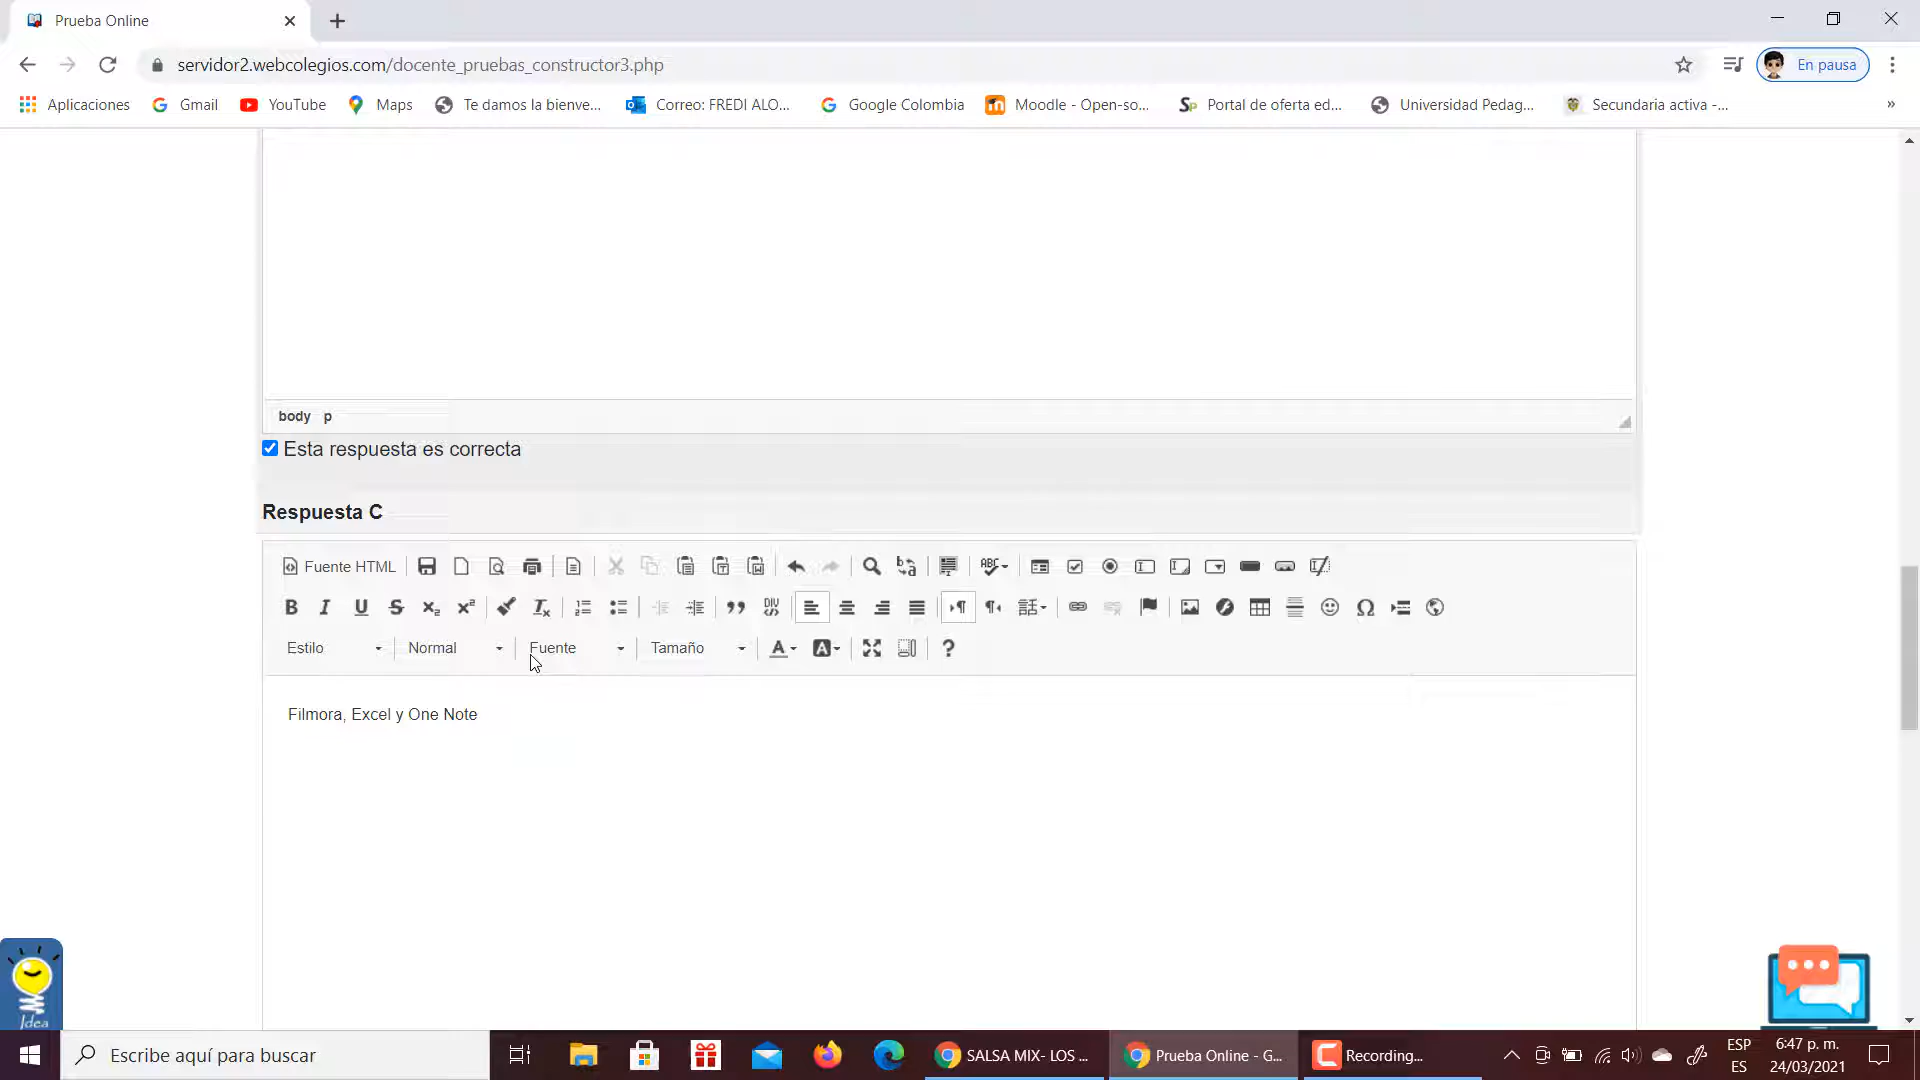 Prueba Online
servidor2.webcolegios.com/docente_pruebas_constructor3.php
En pausa
Aplicaciones
Gmail
YouTube
Maps
Te damos la bienve...
Correo: FREDI ALO...
Google Colombia
Moodle - Open-so...
Portal de oferta ed...
Universidad Pedag...
Secundaria activa -...
»
body p
Esta respuesta es correcta
Respuesta C
Fuente HTML
Estilo
Normal
Fuente
Tamaño
Filmora, Excel y One Note
Idea
Escribe aquí para buscar
SALSA MIX- LOS ...
Prueba Online - G...
Recording...
ESP
ES
6:47 p. m.
24/03/2021